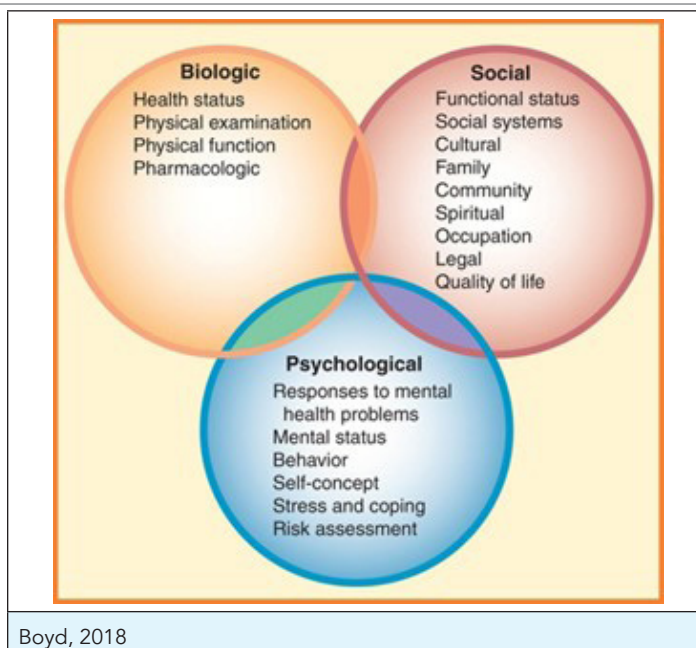 Biologic
Health status
Physical examination
Physical function
Pharmacologic
Social
Functional status
Social systems
Cultural
Family
Community
Spiritual
Occupation
Legal
Quality of life
Psychological
Responses to mental
health problems
Mental status
Behavior
Self-concept
Stress and coping
Risk assessment
Boyd, 2018